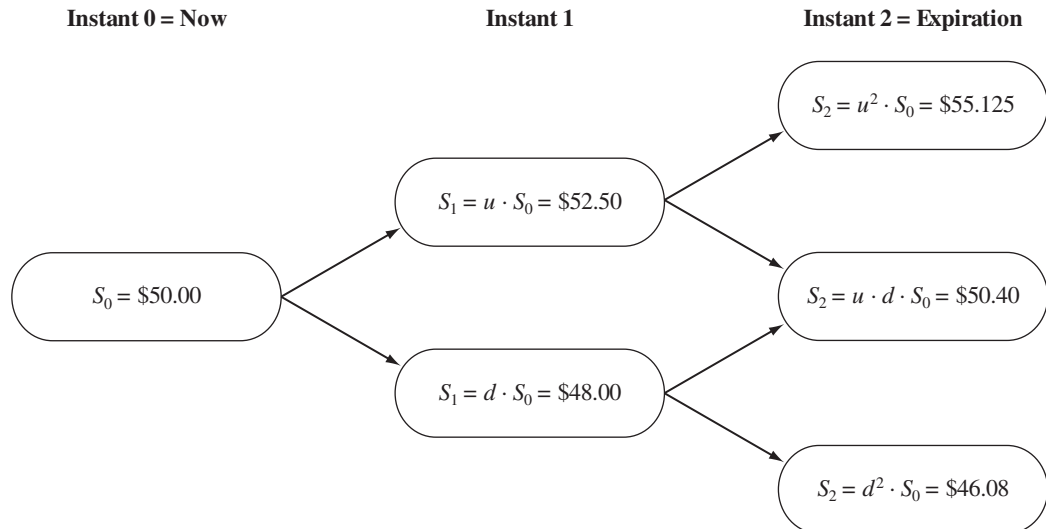 Instant 0 = Now
Instant 1
Instant 2 = Expiration
S₂ = u² · S₀ = $55.125
S₁ = u · S₀ = $52.50
S₀ = $50.00
S₂ = u · d · S₀ = $50.40
S₁ = d · S₀ = $48.00
S₂ = d² · S₀ = $46.08